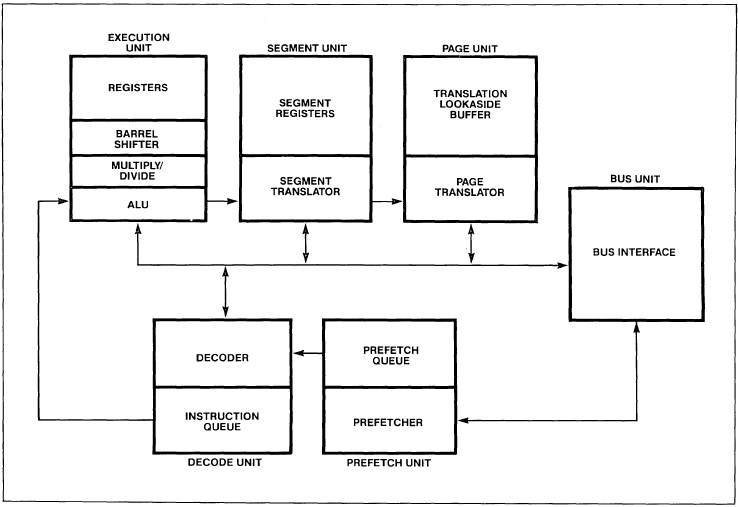 EXECUTION
UNIT
SEGMENT UNIT
PAGE UNIT
REGISTERS
BARREL
SHIFTER
MULTIPLY/
DIVIDE
ALU
SEGMENT
REGISTERS
SEGMENT
TRANSLATOR
TRANSLATION
LOOKASIDE
BUFFER
PAGE
TRANSLATOR
BUS UNIT
BUS INTERFACE
DECODER
INSTRUCTION
QUEUE
DECODE UNIT
PREFETCH
QUEUE
PREFETCHER
PREFETCH UNIT